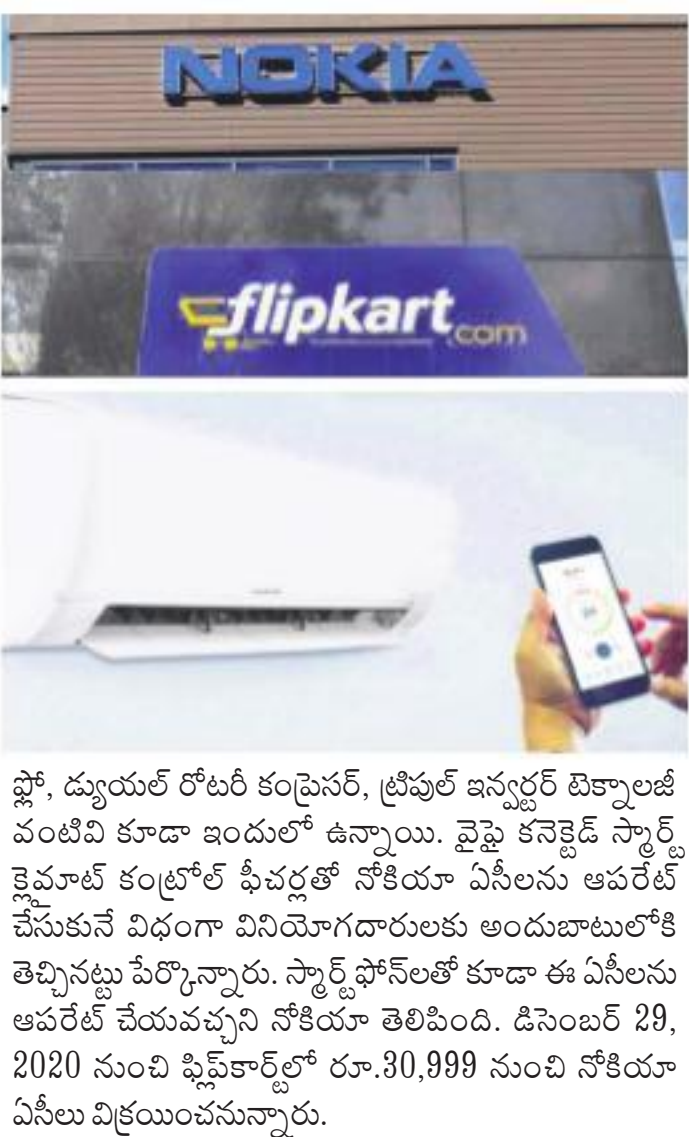 NOKIA
flipkart.com
ఫ్లో, డ్యుయల్ రోటరీ కంప్రెసర్, ట్రిపుల్ ఇన్వర్టర్ టెక్నాలజీ
వంటివి కూడా ఇందులో ఉన్నాయి. వైఫై కనెక్టెడ్ స్మార్ట్
క్లైమాట్ కంట్రోల్ ఫీచర్లతో నోకియా ఏసీలను ఆపరేట్
చేసుకునే విధంగా వినియోగదారులకు అందుబాటులోకి
తెచ్చినట్టు పేర్కొన్నారు. స్మార్ట్‌ఫోన్‌లతో కూడా ఈ ఏసీలను
ఆపరేట్ చేయవచ్చని నోకియా తెలిపింది. డిసెంబర్ 29,
2020 నుంచి ఫ్లిప్‌కార్ట్‌లో రూ.30,999 నుంచి నోకియా
ఏసీలు విక్రయించనున్నారు.